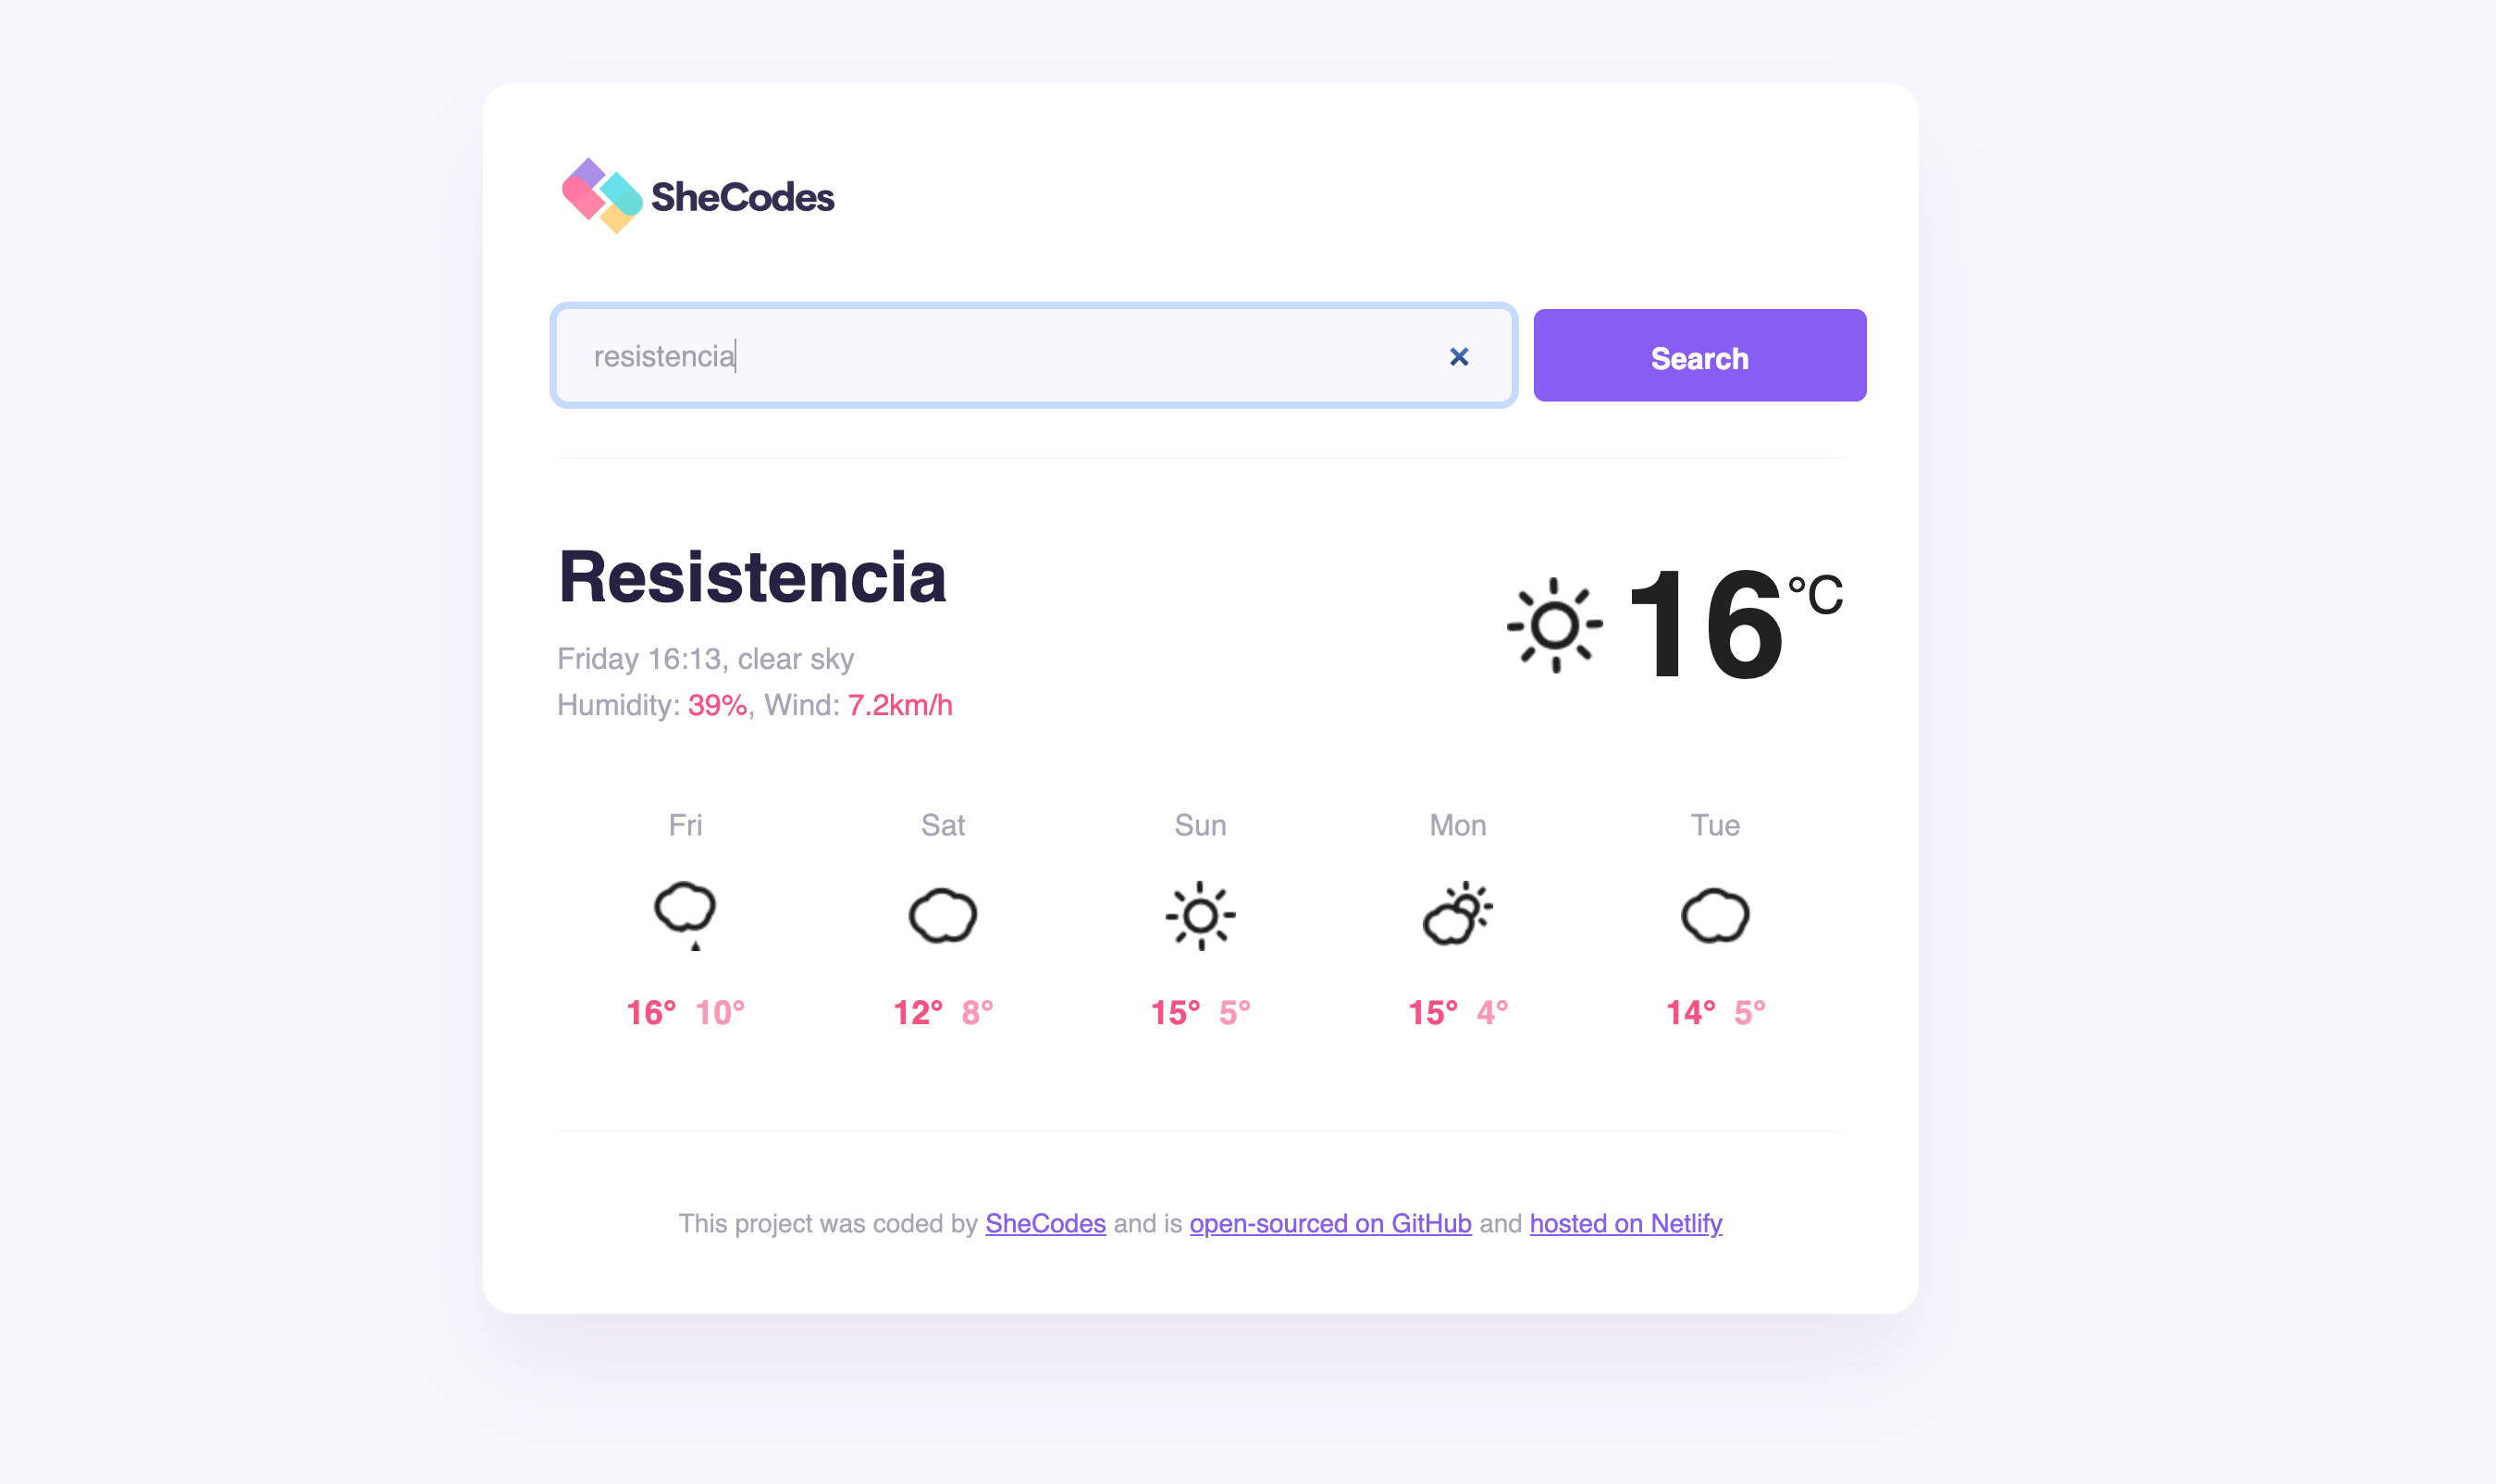 SheCodes
resistencia
Search
Resistencia
16°C
Friday 16:13, clear sky
Humidity: 39%, Wind: 7.2km/h
Fri Sat Sun Mon Tue
16° 10° 12° 8° 15° 5° 15° 4° 14° 5°
This project was coded by SheCodes and is open-sourced on GitHub and hosted on Netlify